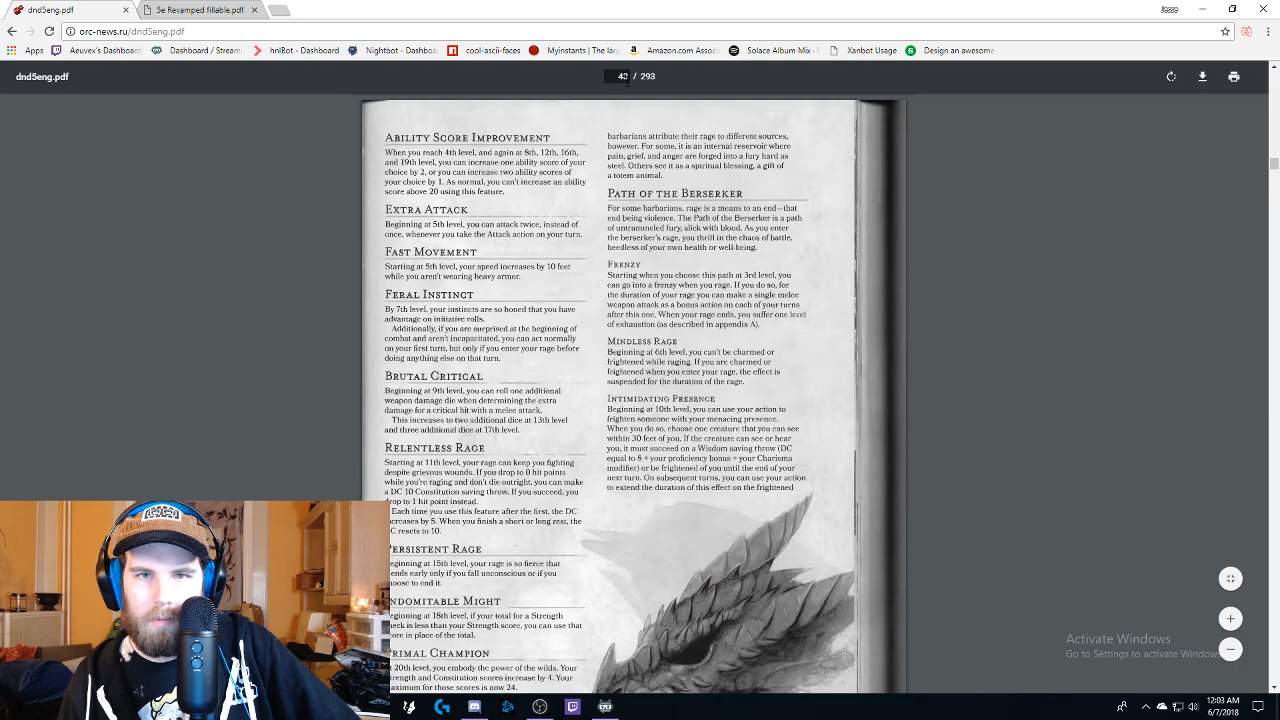 dnd5eng.pdf
5e Revamped fillable.pdf
orc-news.ru/dnd5eng.pdf
Apps
Aeuvex's Dashboard
Dashboard / Stream
hniBot - Dashboard
Nightbot - Dashboa
cool-ascii-faces
Myinstants | The larg
Amazon.com Assoc
Solace Album Mix - G
Xanbot Usage
Design an awesome
dnd5eng.pdf
/ 293
ABILITY SCORE IMPROVEMENT
When you reach 4th level, and again at 8th, 12th, 16th,
and 19th level, you can increase one ability score of your
choice by 2, or you can increase two ability scores of
your choice by 1. As normal, you can't increase an ability
score above 20 using this feature.
EXTRA ATTACK
Beginning at 5th level, you can attack twice, instead of
once, whenever you take the Attack action on your turn.
FAST MOVEMENT
Starting at 5th level, your speed increases by 10 feet
while you aren't wearing heavy armor.
FERAL INSTINCT
By 7th level, your instincts are so honed that you have
advantage on initiative rolls.
Additionally, if you are surprised at the beginning of
combat and aren't incapacitated, you can act normally
on your first turn, but only if you enter your rage before
doing anything else on that turn.
BRUTAL CRITICAL
Beginning at 9th level, you can roll one additional
weapon damage die when determining the extra
damage for a critical hit with a melee attack.
This increases to two additional dice at 13th level
and three additional dice at 17th level.
RELENTLESS RAGE
Starting at 11th level, your rage can keep you fighting
despite grievous wounds. If you drop to 0 hit points
while you're raging and don't die outright, you can make
a DC 10 Constitution saving throw. If you succeed, you
drop to 1 hit point instead.
Each time you use this feature after the first, the DC
creases by 5. When you finish a short or long rest, the
C resets to 10.
PERSISTENT RAGE
eginning at 15th level, your rage is so fierce that
ends early only if you fall unconscious or if you
hoose to end it.
NDOMITABLE MIGHT
eginning at 18th level, if your total for a Strength
heck is less than your Strength score, you can use that
ore in place of the total.
RIMAL CHAMPION
20th level, you embody the power of the wilds. Your
rength and Constitution scores increase by 4. Your
aximum for those scores is now 24.
barbarians attribute their rage to different sources,
however. For some, it is an internal reservoir where
pain, grief, and anger are forged into a fury hard as
steel. Others see it as a spiritual blessing, a gift of
a totem animal.
PATH OF THE BERSERKER
For some barbarians, rage is a means to an end—that
end being violence. The Path of the Berserker is a path
of untrammeled fury, slick with blood. As you enter
the berserker's rage, you thrill in the chaos of battle,
heedless of your own health or well-being.
FRENZY
Starting when you choose this path at 3rd level, you
can go into a frenzy when you rage. If you do so, for
the duration of your rage you can make a single melee
weapon attack as a bonus action on each of your turns
after this one. When your rage ends, you suffer one level
of exhaustion (as described in appendix A).
MINDLESS RAGE
Beginning at 6th level, you can't be charmed or
frightened while raging. If you are charmed or
frightened when you enter your rage, the effect is
suspended for the duration of the rage.
INTIMIDATING PRESENCE
Beginning at 10th level, you can use your action to
frighten someone with your menacing presence.
When you do so, choose one creature that you can see
within 30 feet of you. If the creature can see or hear
you, it must succeed on a Wisdom saving throw (DC
equal to 8 + your proficiency bonus + your Charisma
modifier) or be frightened of you until the end of your
next turn. On subsequent turns, you can use your action
to extend the duration of this effect on the frightened
Activate Windows
Go to Settings to activate Window
12:03 AM
6/7/2018